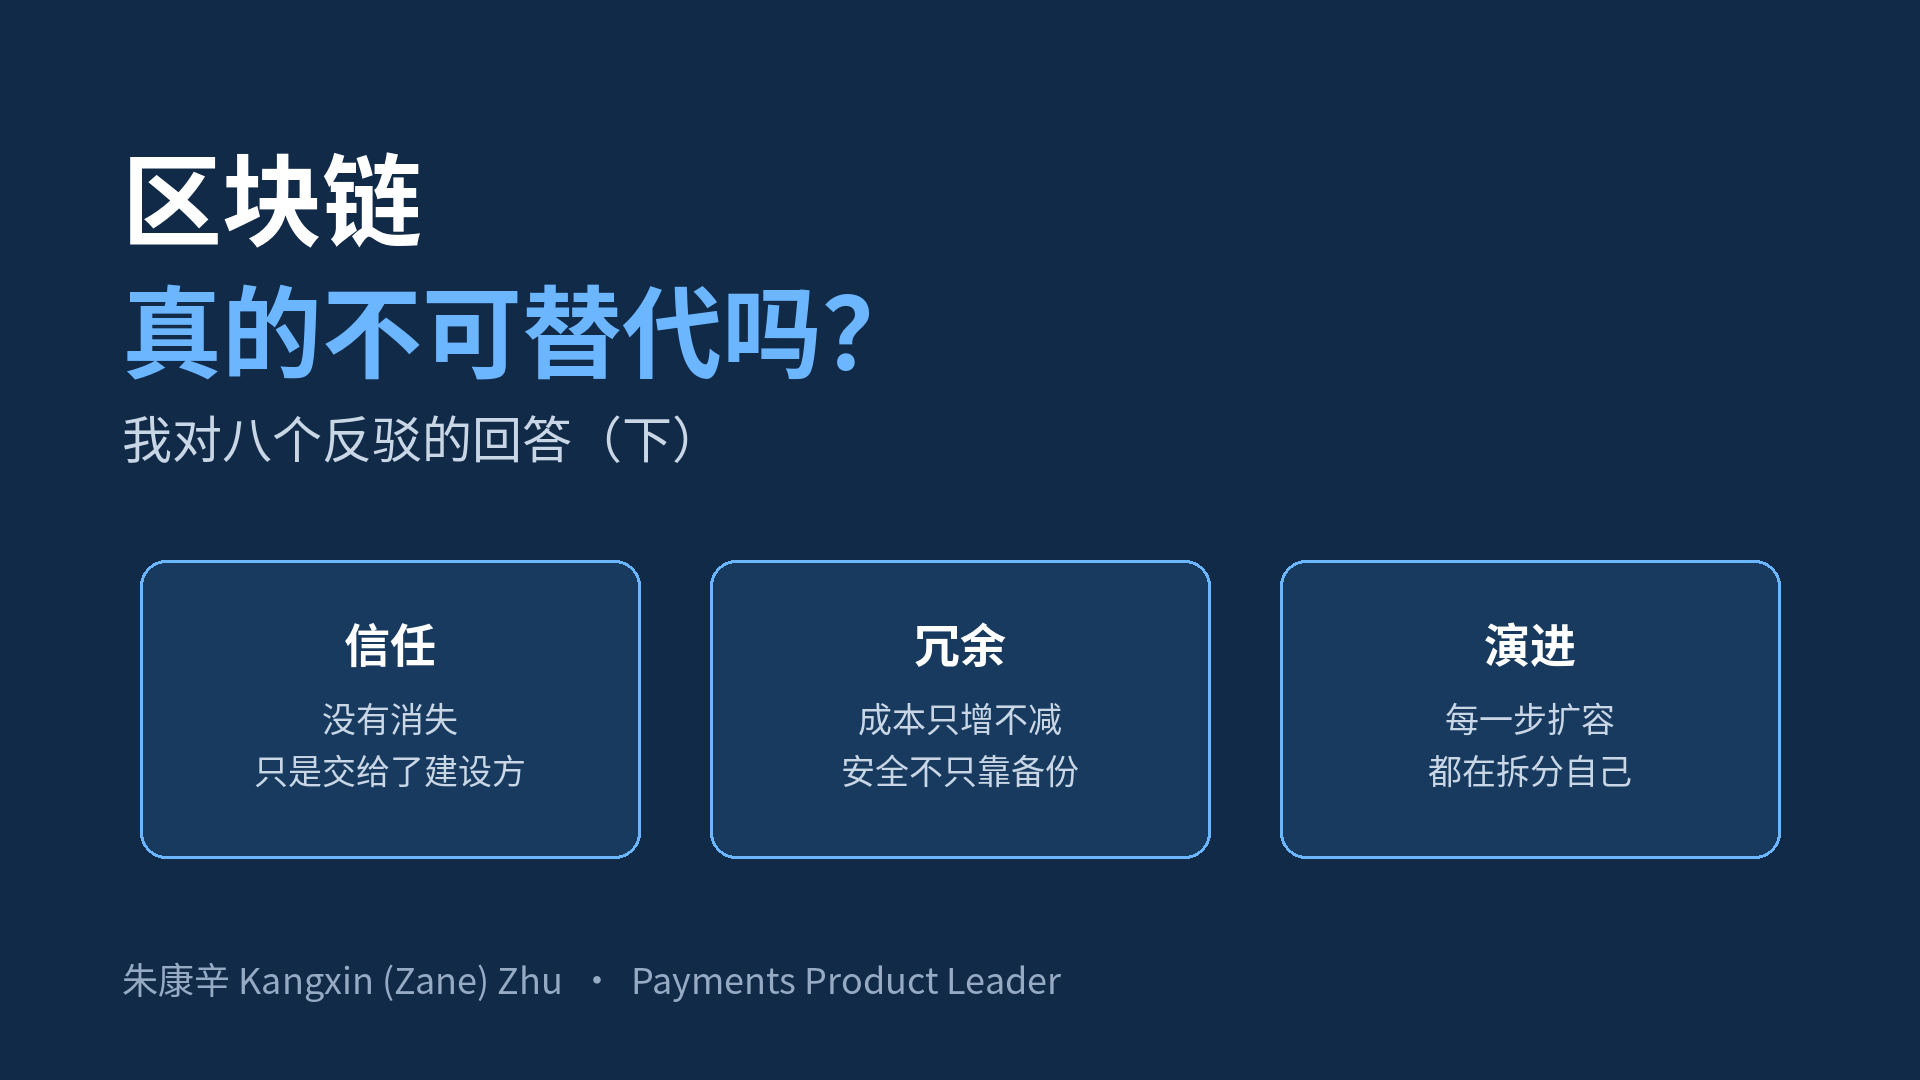 区块链
真的不可替代吗？
我对八个反驳的回答（下）
信任
没有消失
只是交给了建设方
冗余
成本只增不减
安全不只靠备份
演进
每一步扩容
都在拆分自己
朱康辛 Kangxin (Zane) Zhu · Payments Product Leader